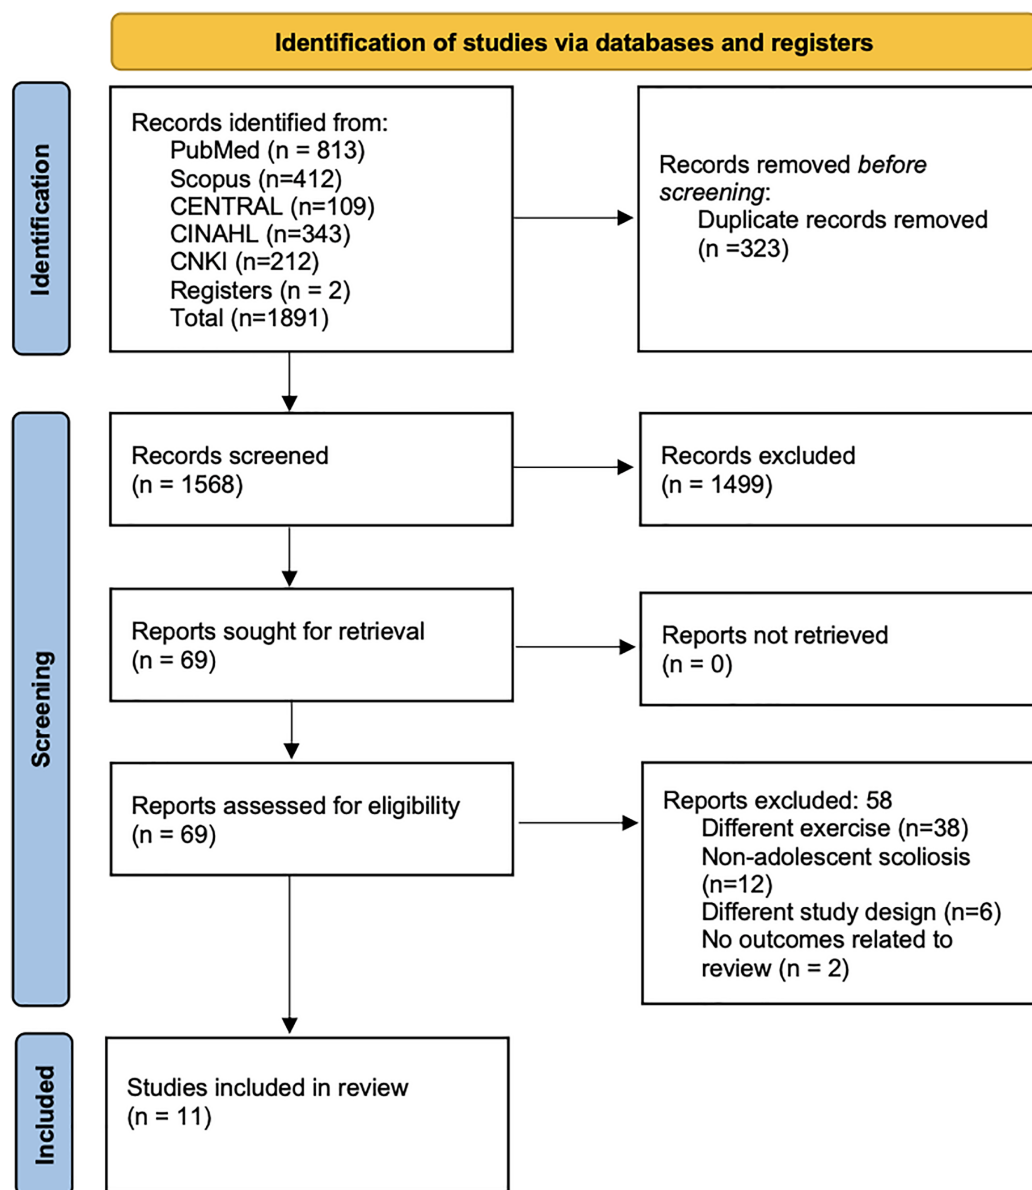 Identification of studies via databases and registers
Identification
Records identified from:
PubMed (n = 813)
Scopus (n=412)
CENTRAL (n=109)
CINAHL (n=343)
CNKI (n=212)
Registers (n = 2)
Total (n=1891)
Records removed before
screening:
Duplicate records removed
(n =323)
Screening
Records screened
(n = 1568)
Records excluded
(n = 1499)
Reports sought for retrieval
(n = 69)
Reports not retrieved
(n = 0)
Reports assessed for eligibility
(n = 69)
Reports excluded: 58
Different exercise (n=38)
Non-adolescent scoliosis
(n=12)
Different study design (n=6)
No outcomes related to
review (n = 2)
Included
Studies included in review
(n = 11)